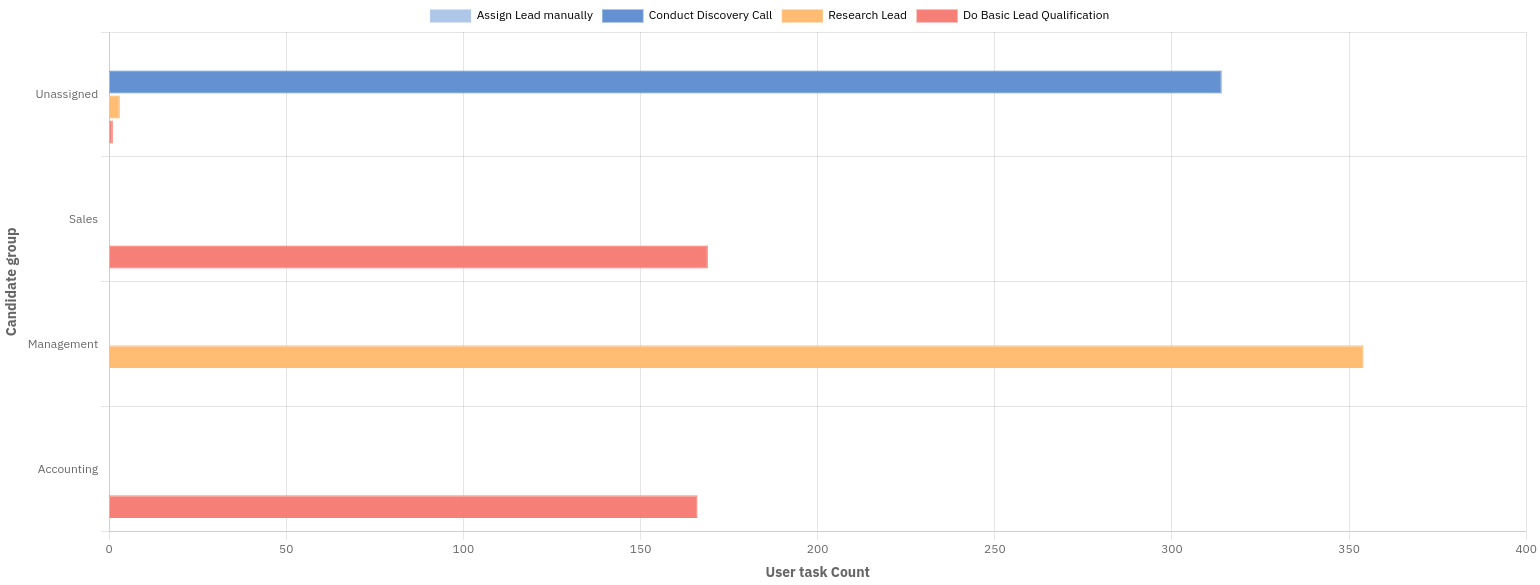 Assign Lead manually Conduct Discovery Call Research Lead Do Basic Lead Qualification
Unassigned
Sales
Management
Accounting
Candidate group
0 50 100 150 200 250 300 350 400
User task Count